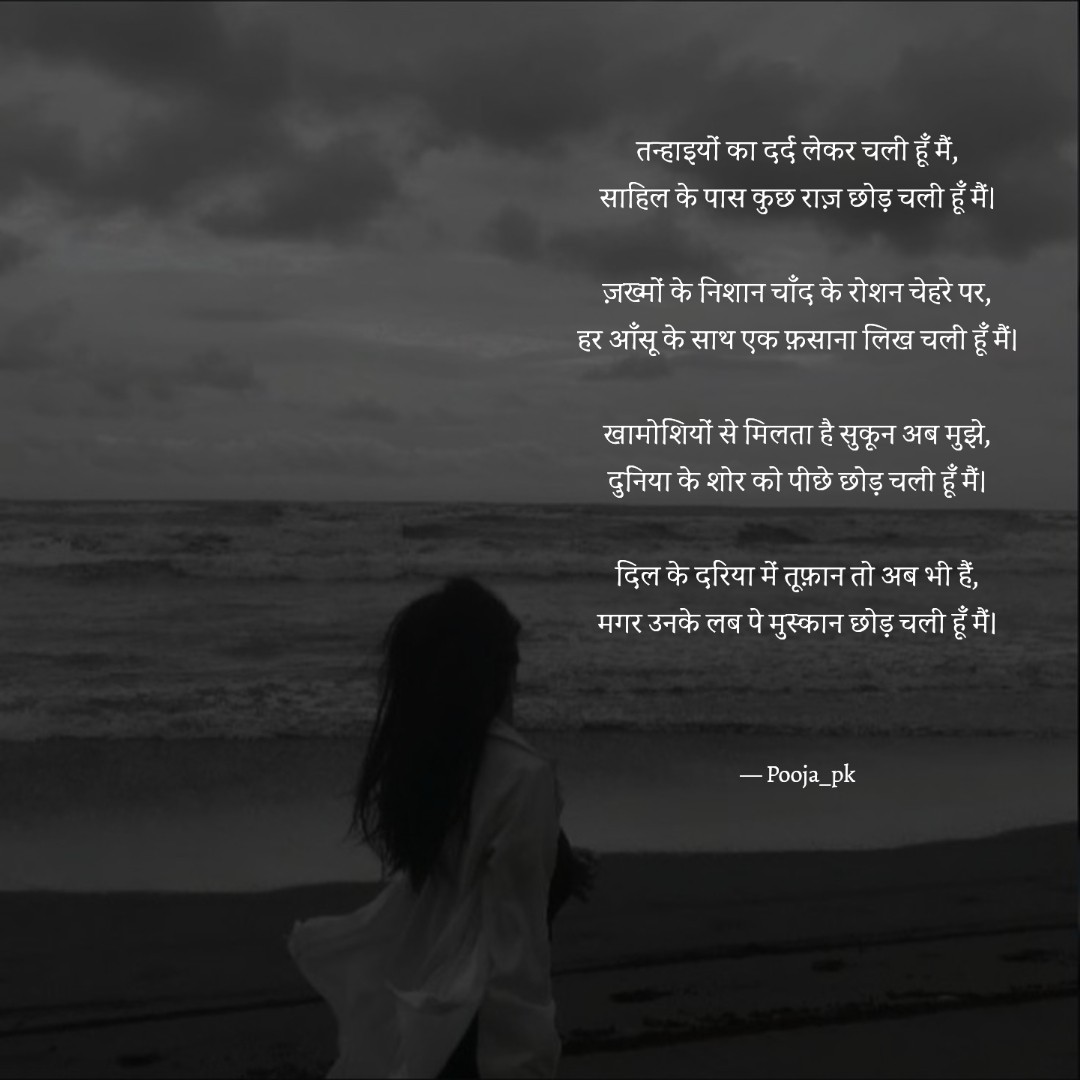 तन्हाइयों का दर्द लेकर चली हूँ मैं,
साहिल के पास कुछ राज़ छोड़ चली हूँ मैं।
ज़ख्मों के निशान चाँद के रोशन चेहरे पर,
हर आँसू के साथ एक फ़साना लिख चली हूँ मैं।
खामोशियों से मिलता है सुकून अब मुझे,
दुनिया के शोर को पीछे छोड़ चली हूँ मैं।
दिल के दरिया में तूफ़ान तो अब भी हैं,
मगर उनके लब पे मुस्कान छोड़ चली हूँ मैं।
— Pooja_pk